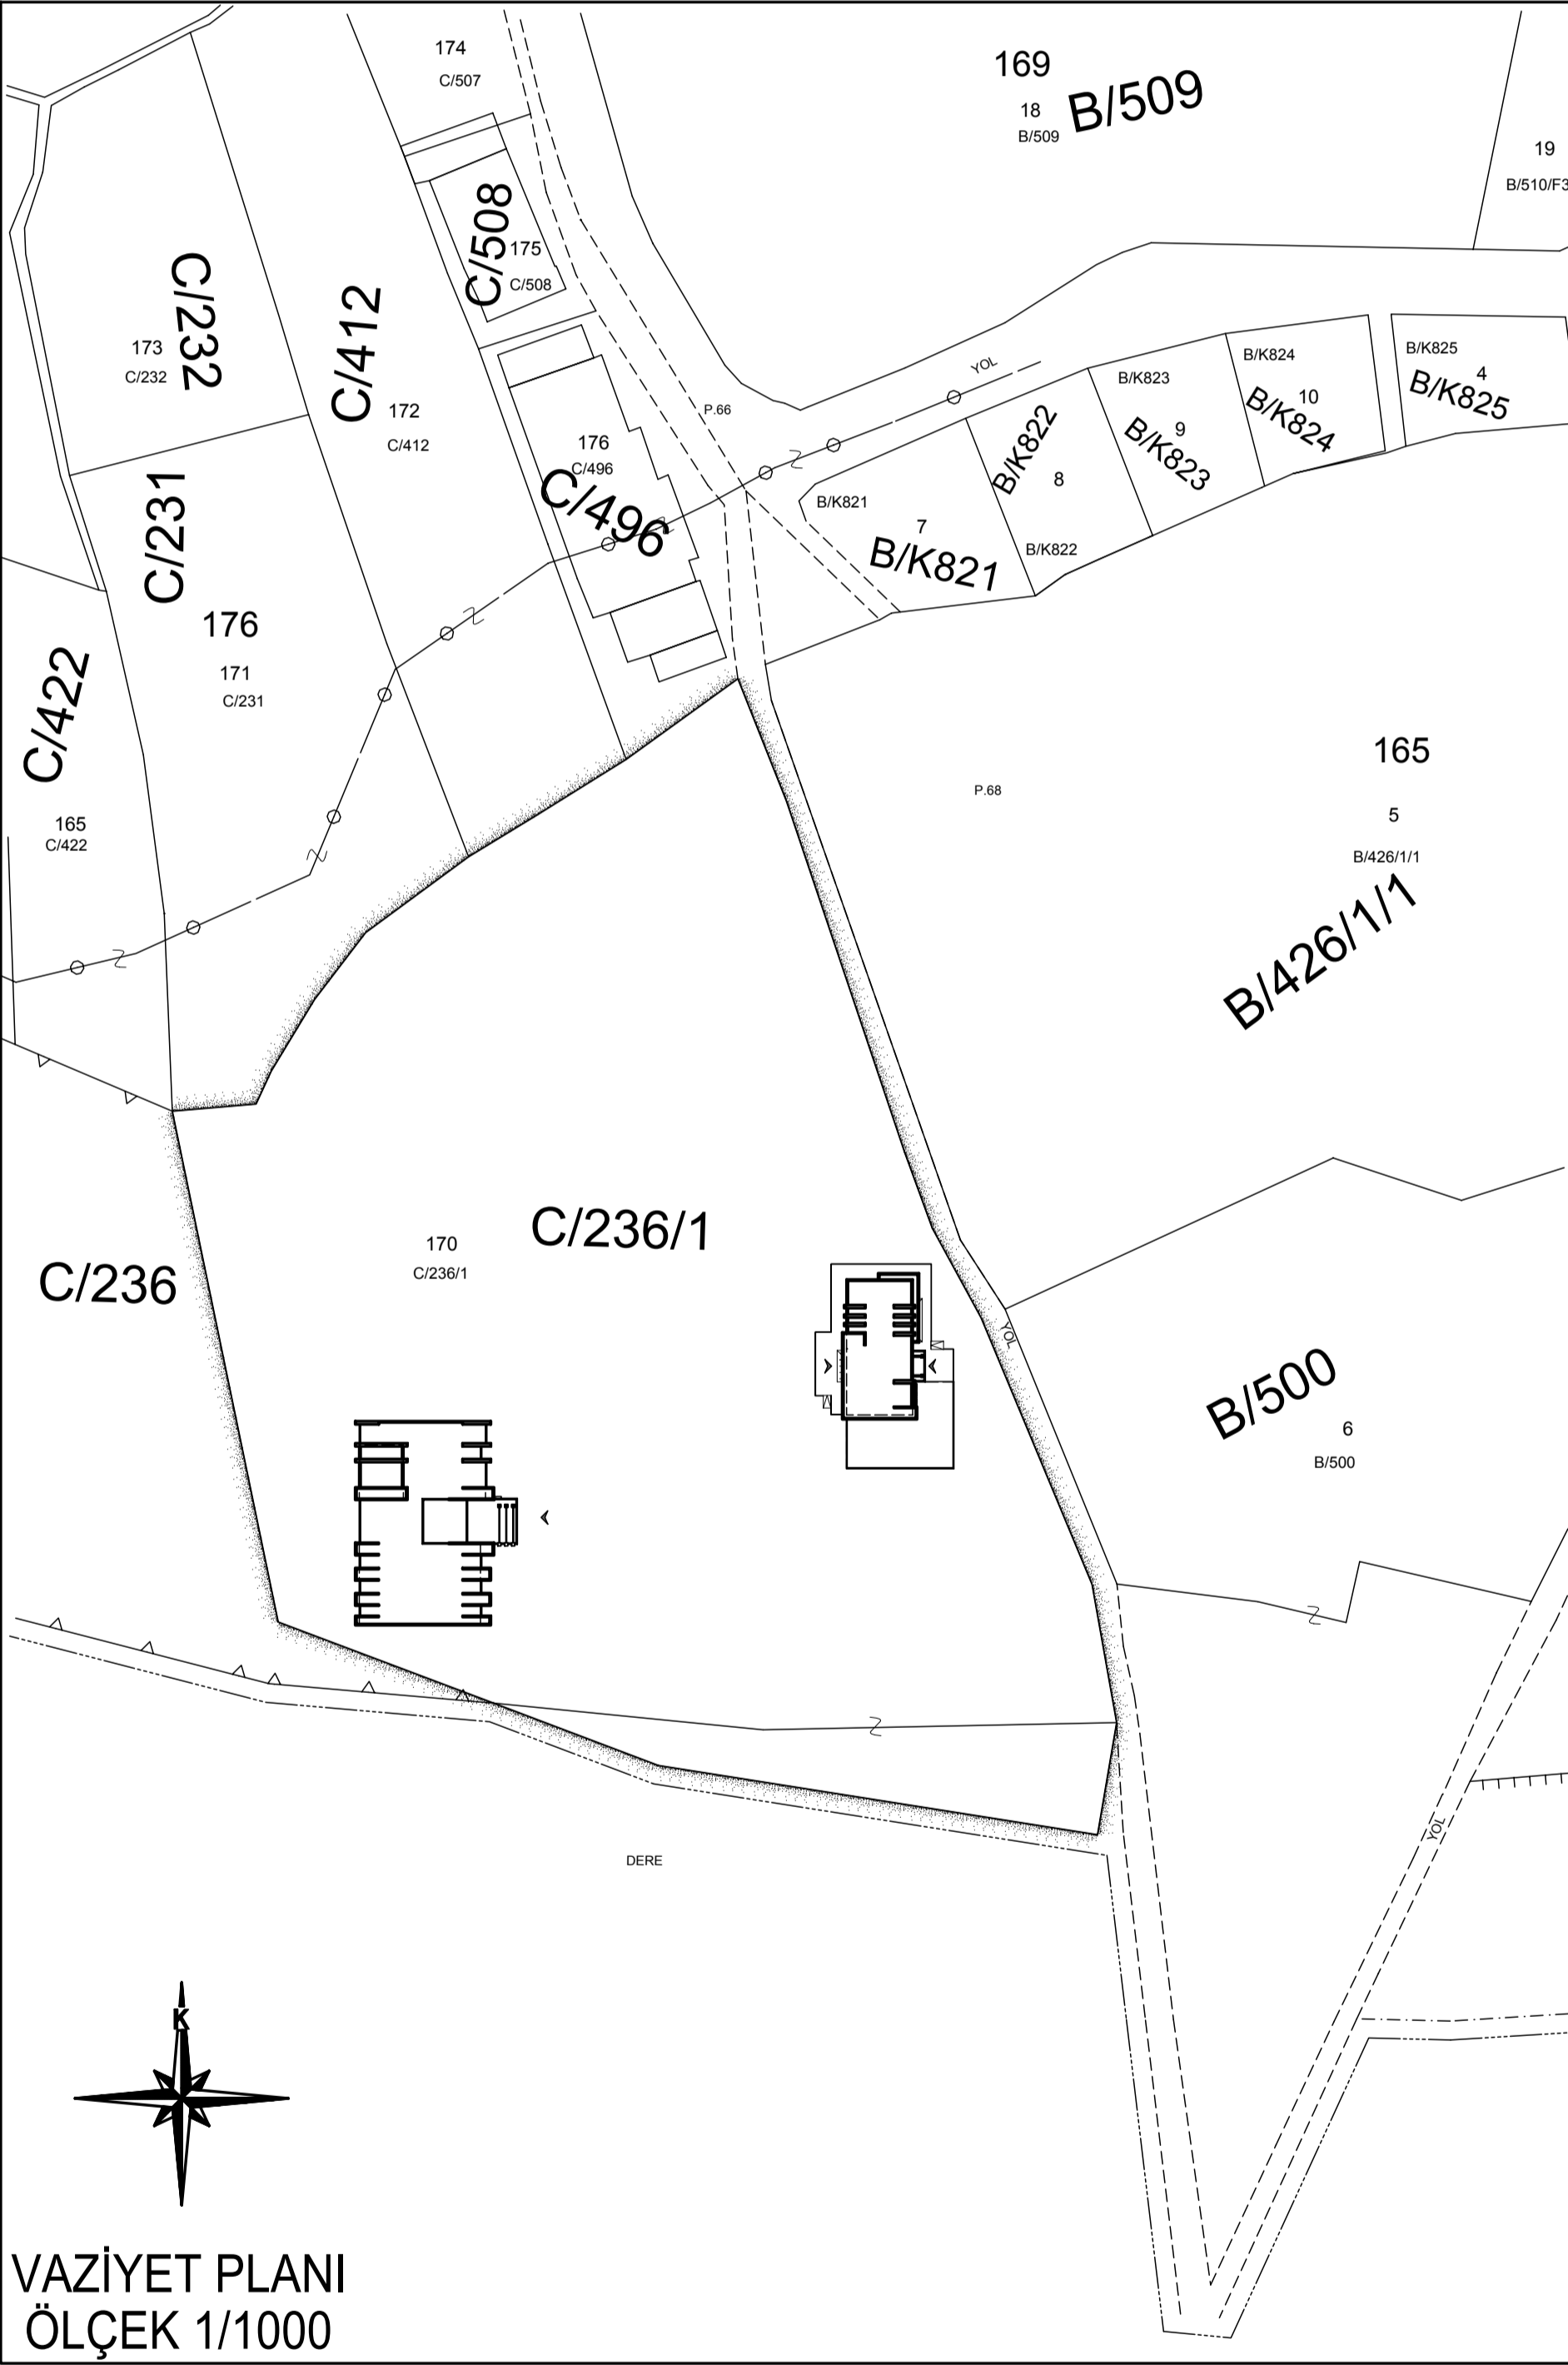 174
C/507
169
18
B/509
B/509
19
B/510/F3
C/508
175
C/508
C/232
173
C/232
C/412
172
C/412
P.66
YOL
B/K823
9
B/K823
B/K824
10
B/K824
B/K825
4
B/K825
176
C/496
C/496
B/K822
8
B/K822
B/K821
7
B/K821
C/231
176
171
C/231
C/422
165
C/422
P.68
165
5
B/426/1/1
B/426/1/1
C/236
170
C/236/1
C/236/1
YOL
B/500
6
B/500
YOL
DERE
K
VAZİYET PLANI
ÖLÇEK 1/1000